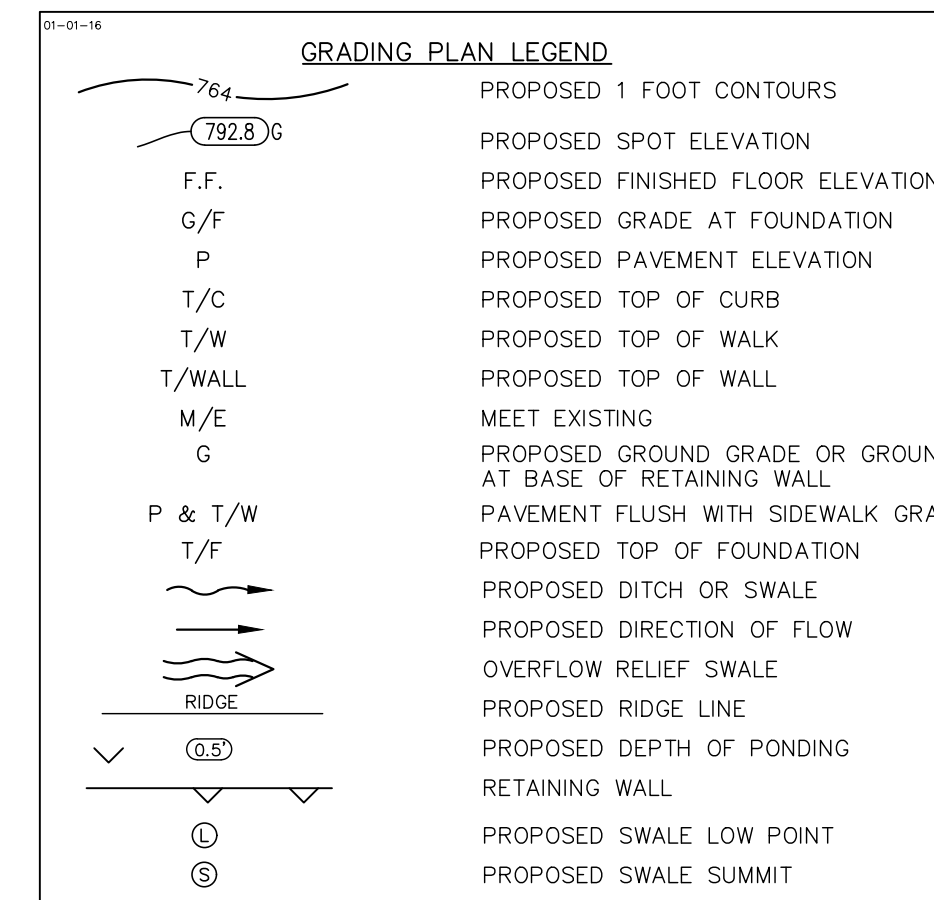 01-01-16
GRADING PLAN LEGEND
764 PROPOSED 1 FOOT CONTOURS
792.8 G PROPOSED SPOT ELEVATION
F.F. PROPOSED FINISHED FLOOR ELEVATION
G/F PROPOSED GRADE AT FOUNDATION
P PROPOSED PAVEMENT ELEVATION
T/C PROPOSED TOP OF CURB
T/W PROPOSED TOP OF WALK
T/WALL PROPOSED TOP OF WALL
M/E MEET EXISTING
G PROPOSED GROUND GRADE OR GROUN
AT BASE OF RETAINING WALL
P & T/W PAVEMENT FLUSH WITH SIDEWALK GRA
T/F PROPOSED TOP OF FOUNDATION
PROPOSED DITCH OR SWALE
PROPOSED DIRECTION OF FLOW
OVERFLOW RELIEF SWALE
RIDGE PROPOSED RIDGE LINE
0.5' PROPOSED DEPTH OF PONDING
RETAINING WALL
L PROPOSED SWALE LOW POINT
S PROPOSED SWALE SUMMIT